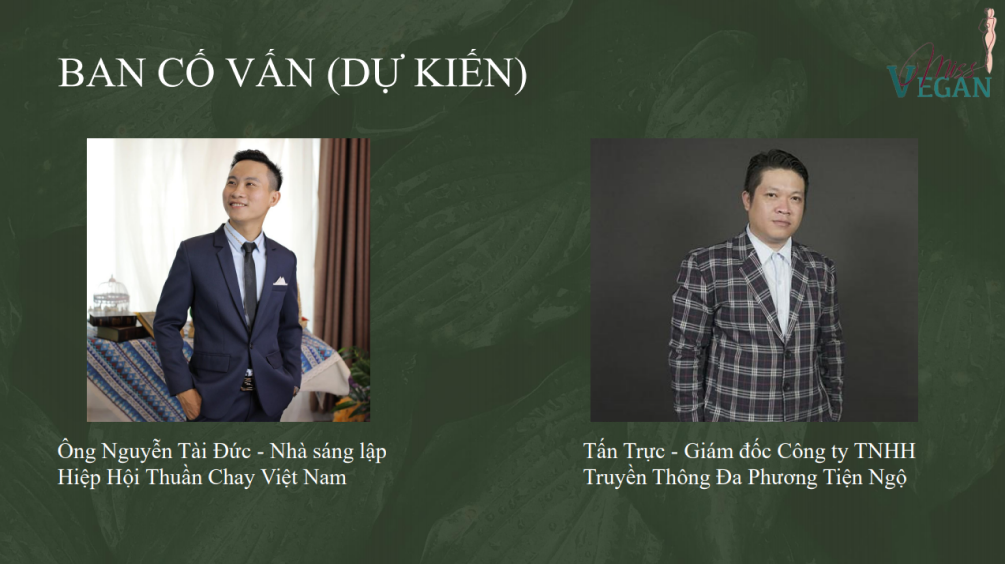 BAN CỐ VẤN (DỰ KIẾN)
Miss
VEGAN
Ông Nguyễn Tài Đức - Nhà sáng lập
Hiệp Hội Thuần Chay Việt Nam
Tấn Trực - Giám đốc Công ty TNHH
Truyền Thông Đa Phương Tiện Ngộ